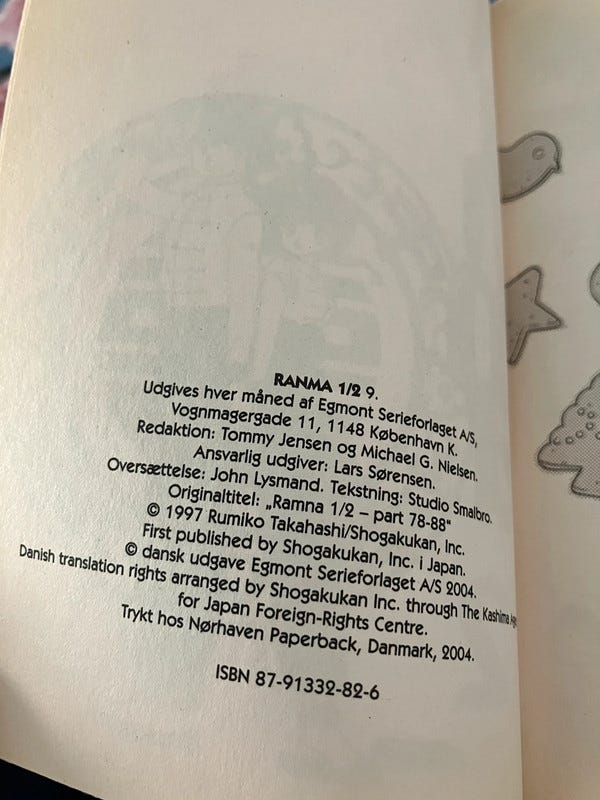 RANMA 1/2 9.
Udgives hver måned af Egmont Serieforlaget A/S,
Vognmagergade 11, 1148 København K.
Redaktion: Tommy Jensen og Michael G. Nielsen.
Ansvarlig udgiver: Lars Sørensen.
Oversættelse: John Lysmand. Tekstning: Studio Smalbro.
Originaltitel: „Ramna 1/2 – part 78-88"
© 1997 Rumiko Takahashi/Shogakukan, Inc.
First published by Shogakukan, Inc. i Japan.
© dansk udgave Egmont Serieforlaget A/S 2004.
Danish translation rights arranged by Shogakukan Inc. through The Kashima
for Japan Foreign-Rights Centre.
Trykt hos Nørhaven Paperback, Danmark, 2004.
ISBN 87-91332-82-6